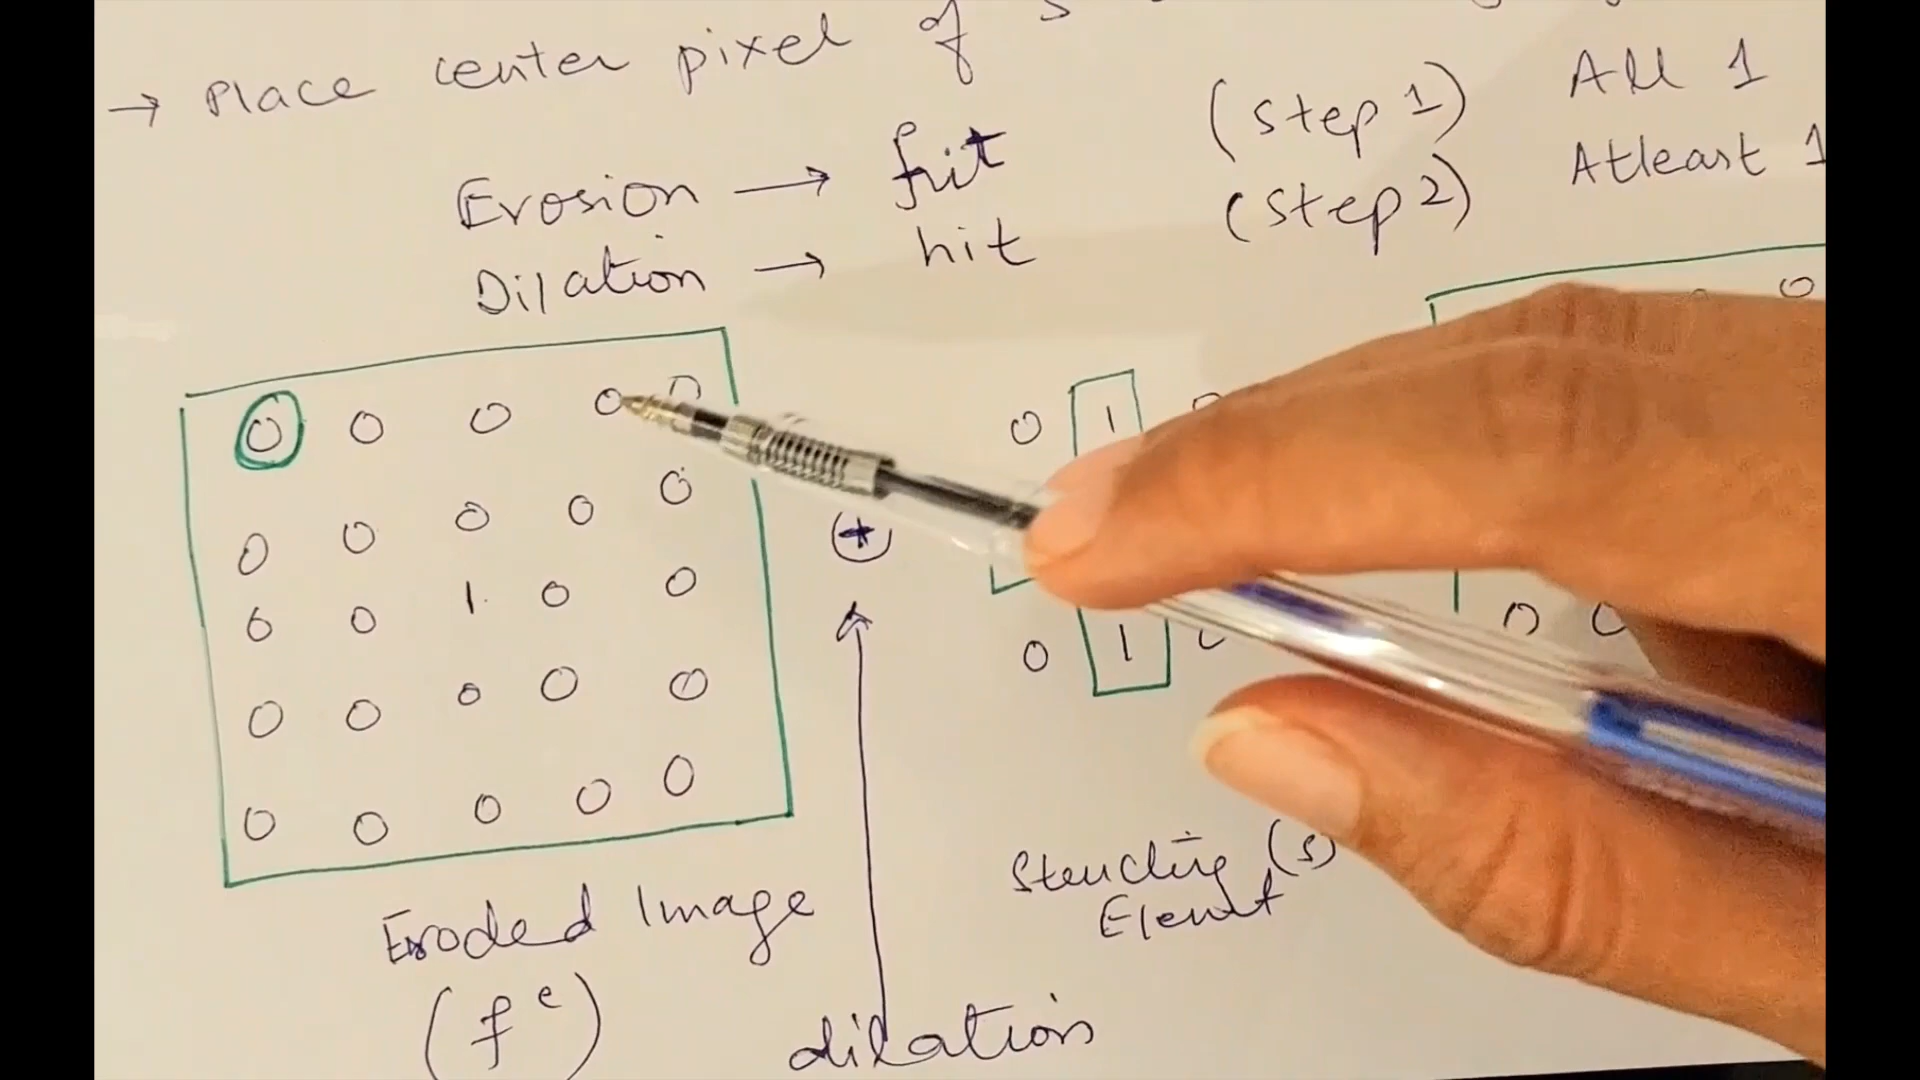 → Place center pixel of s
Erosion → fit (step 1) All 1
Dilation → hit (step 2) Atleast 1
0 0 0 0 0
0 0 0 0 0
0 0 1 0 0
0 0 0 0 0
0 0 0 0 0
+
0 1
0 1
0
0
Eroded Image
(f e)
dilation
(s)